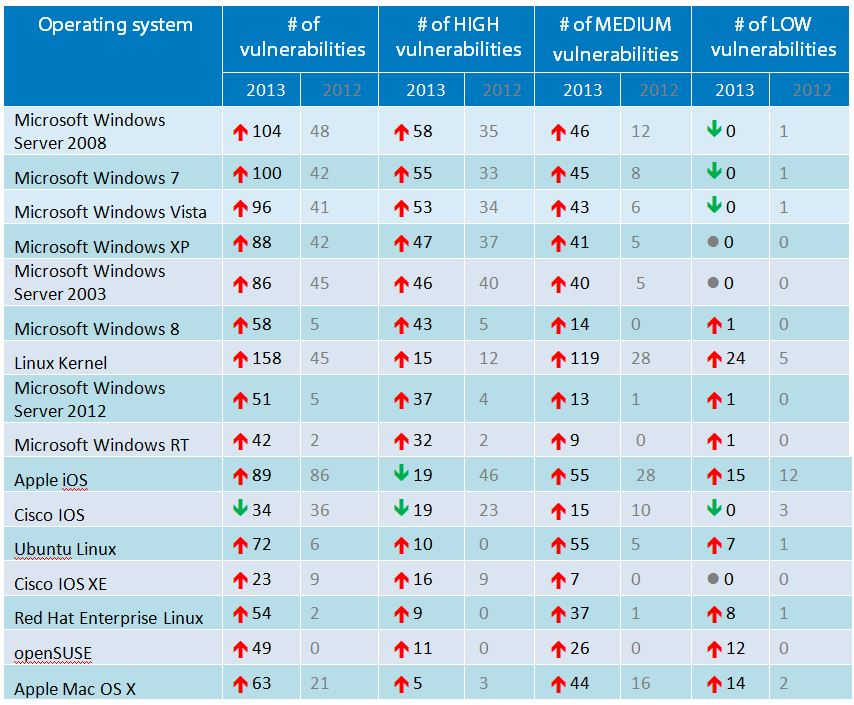 Operating system # of vulnerabilities # of HIGH vulnerabilities # of MEDIUM vulnerabilities # of LOW vulnerabilities
2013 2012 2013 2012 2013 2012 2013 2012
Microsoft Windows Server 2008 104 48 58 35 46 12 0 1
Microsoft Windows 7 100 42 55 33 45 8 0 1
Microsoft Windows Vista 96 41 53 34 43 6 0 1
Microsoft Windows XP 88 42 47 37 41 5 0 0
Microsoft Windows Server 2003 86 45 46 40 40 5 0 0
Microsoft Windows 8 58 5 43 5 14 0 1 0
Linux Kernel 158 45 15 12 119 28 24 5
Microsoft Windows Server 2012 51 5 37 4 13 1 1 0
Microsoft Windows RT 42 2 32 2 9 0 1 0
Apple iOS 89 86 19 46 55 28 15 12
Cisco IOS 34 36 19 23 15 10 0 3
Ubuntu Linux 72 6 10 0 55 5 7 1
Cisco IOS XE 23 9 16 9 7 0 0 0
Red Hat Enterprise Linux 54 2 9 0 37 1 8 1
openSUSE 49 0 11 0 26 0 12 0
Apple Mac OS X 63 21 5 3 44 16 14 2